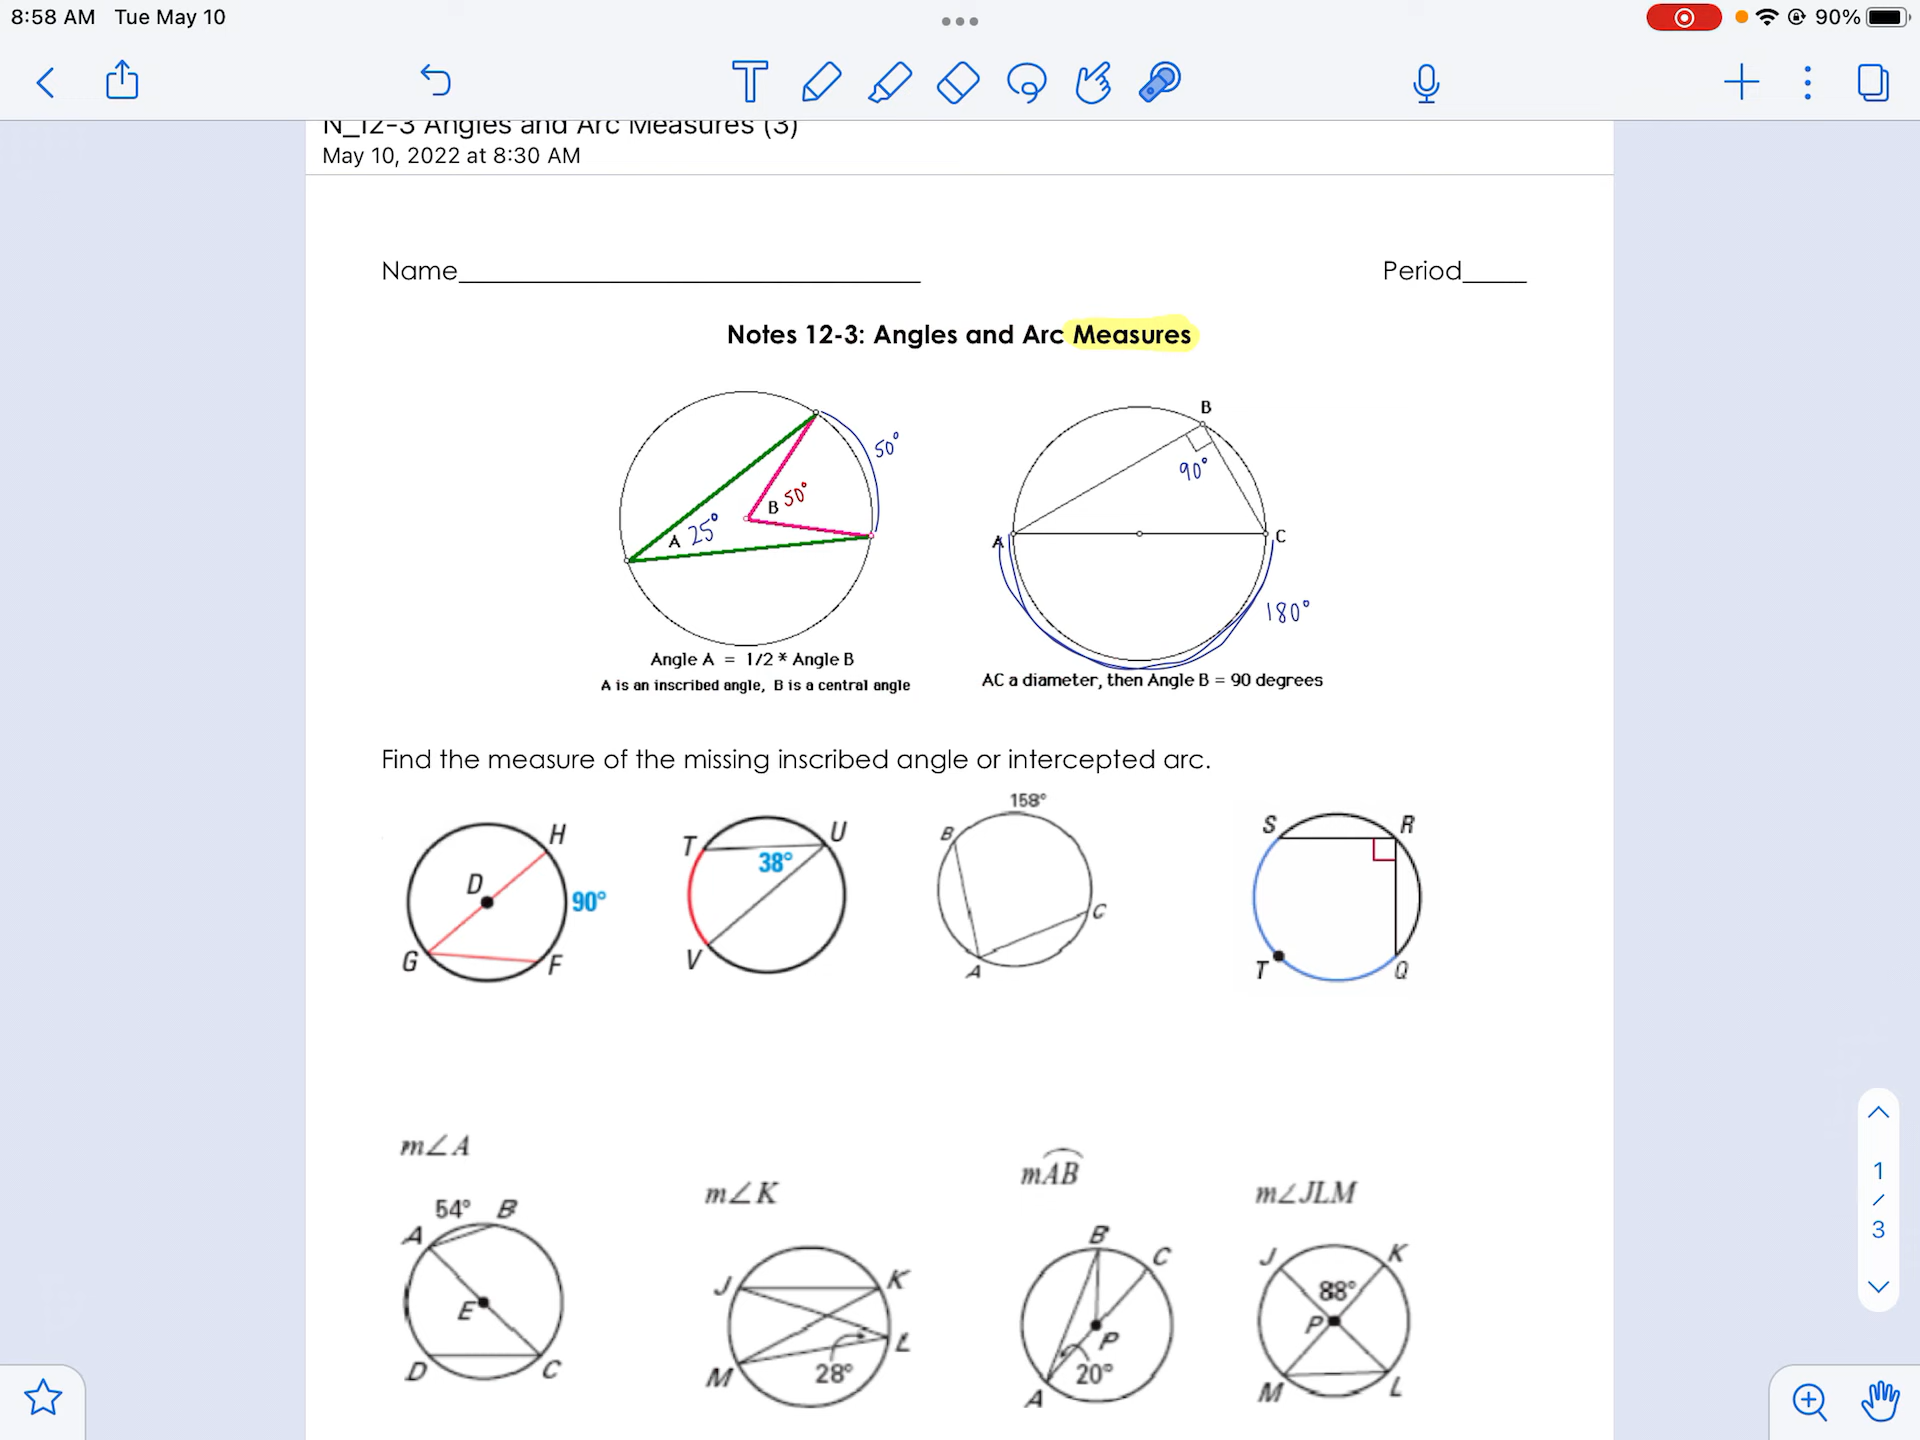 8:58 AM Tue May 10
90%
N_12-3 Angles and Arc Measures (3)
May 10, 2022 at 8:30 AM
Name
Period
Notes 12-3: Angles and Arc Measures
50°
B 50°
A 25°
B
90°
A
C
180°
Angle A = 1/2 * Angle B
A is an inscribed angle, B is a central angle
AC a diameter, then Angle B = 90 degrees
Find the measure of the missing inscribed angle or intercepted arc.
H
D
90°
G
F
T
U
38°
V
158°
B
C
A
S
R
T
Q
m∠A
54° B
A
E
D
C
m∠K
J
K
L
M
28°
mAB
B
C
P
20°
A
m∠JLM
J
K
88°
P
M
L
1
/
3